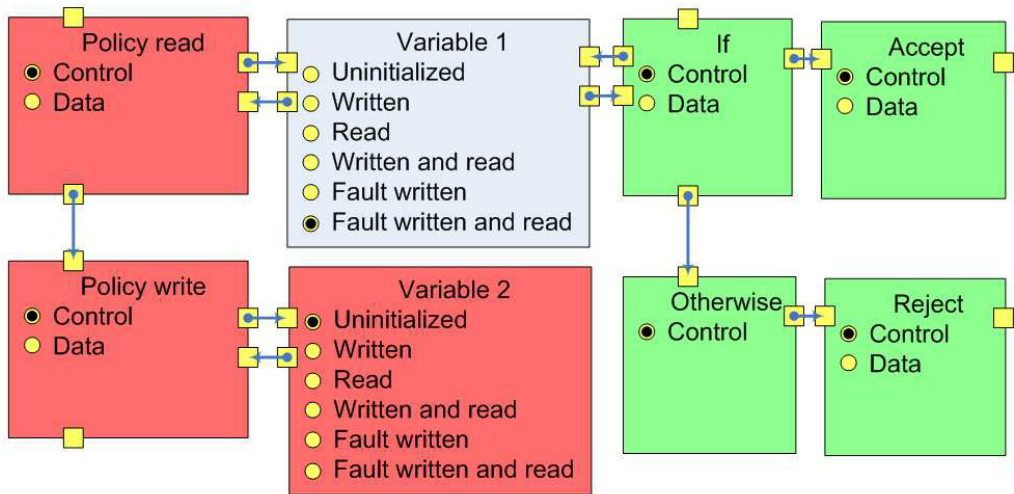 Policy read
Control
Data
Variable 1
Uninitialized
Written
Read
Written and read
Fault written
Fault written and read
If
Control
Data
Accept
Control
Data
Policy write
Control
Data
Variable 2
Uninitialized
Written
Read
Written and read
Fault written
Fault written and read
Otherwise
Control
Reject
Control
Data